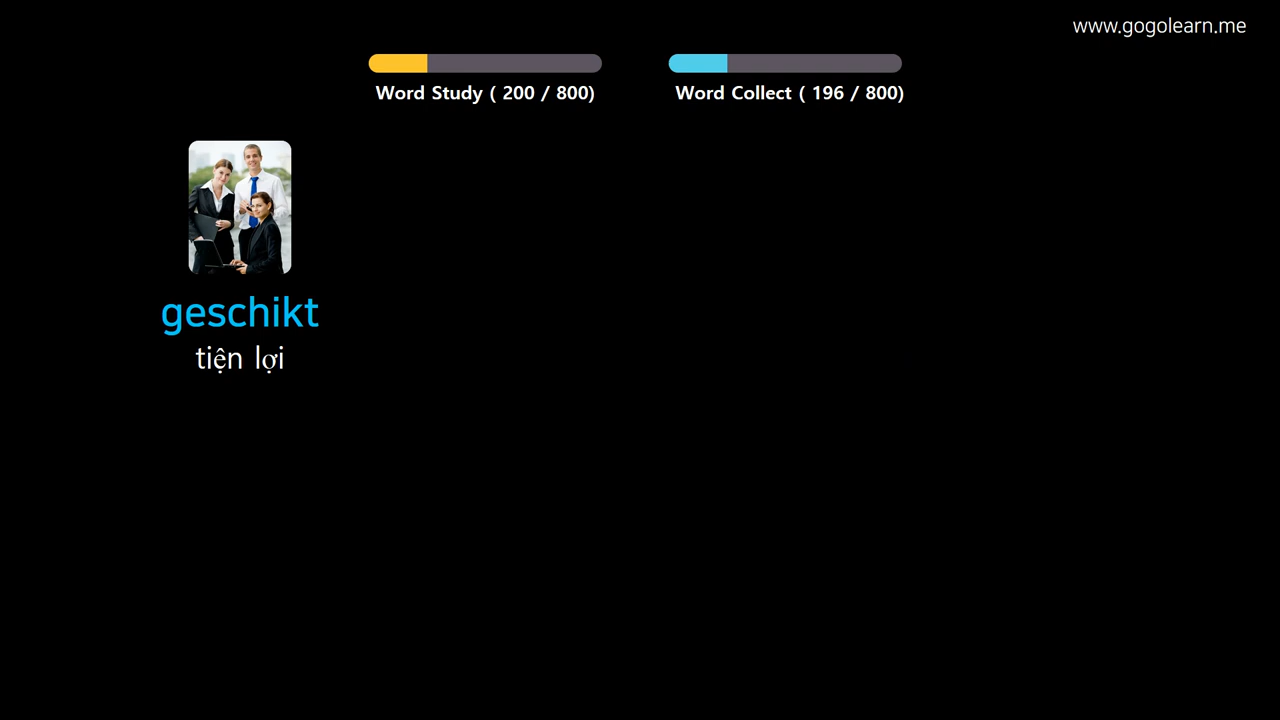 www.gogolearn.me
Word Study ( 200 / 800)
Word Collect ( 196 / 800)
geschikt
tiện lợi